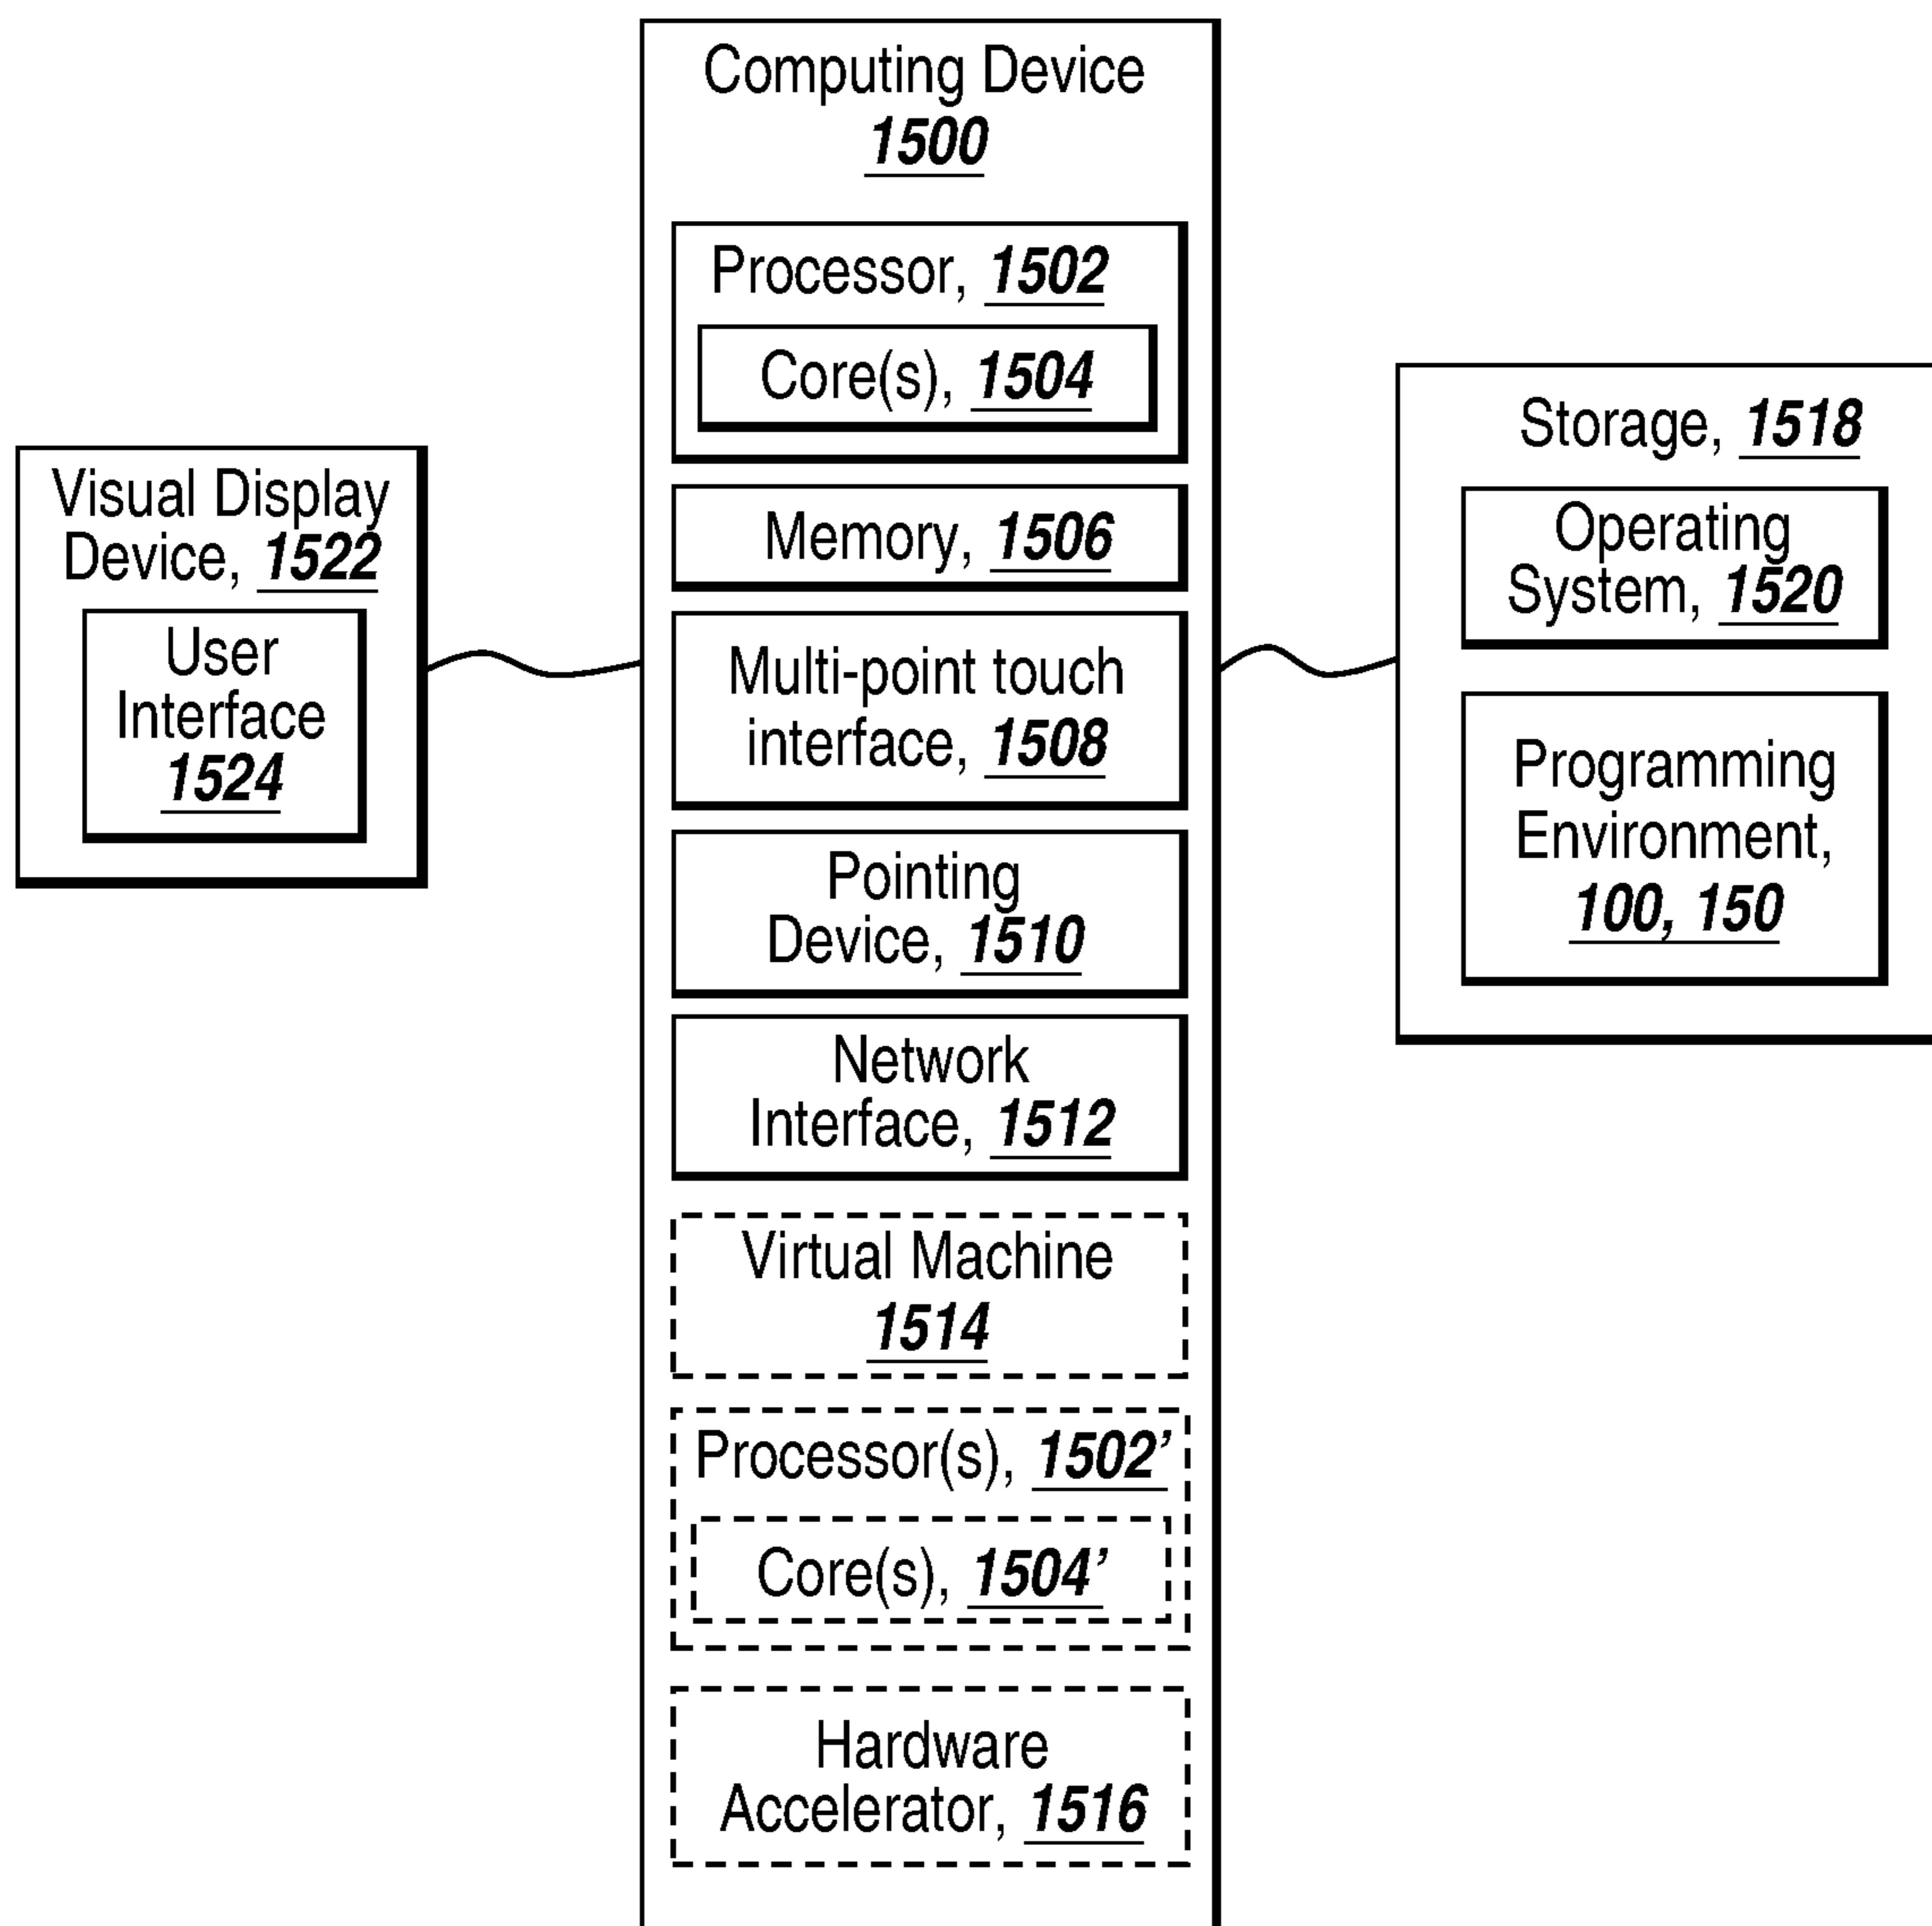 Computing Device
1500
Processor, 1502
Core(s), 1504
Memory, 1506
Multi-point touch
interface, 1508
Pointing
Device, 1510
Network
Interface, 1512
Virtual Machine
1514
Processor(s), 1502’
Core(s), 1504’
Hardware
Accelerator, 1516
Visual Display
Device, 1522
User
Interface
1524
Storage, 1518
Operating
System, 1520
Programming
Environment,
100, 150